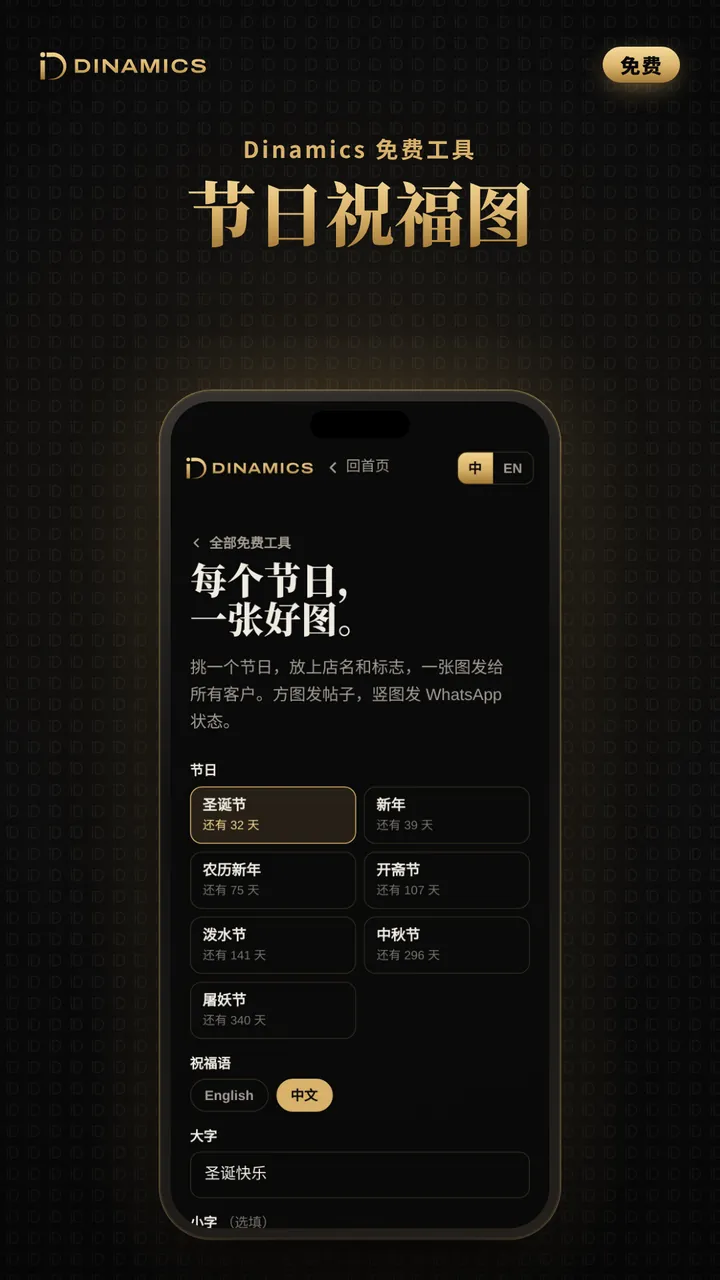 DINAMICS
免费
Dinamics 免费工具
节日祝福图
DINAMICS
回首页
中
EN
全部免费工具
每个节日，
一张好图。
挑一个节日，放上店名和标志，一张图发给
所有客户。方图发帖子，竖图发 WhatsApp
状态。
节日
圣诞节
还有 32 天
新年
还有 39 天
农历新年
还有 75 天
开斋节
还有 107 天
泼水节
还有 141 天
中秋节
还有 296 天
屠妖节
还有 340 天
祝福语
English
中文
大字
圣诞快乐
小字 （选填）